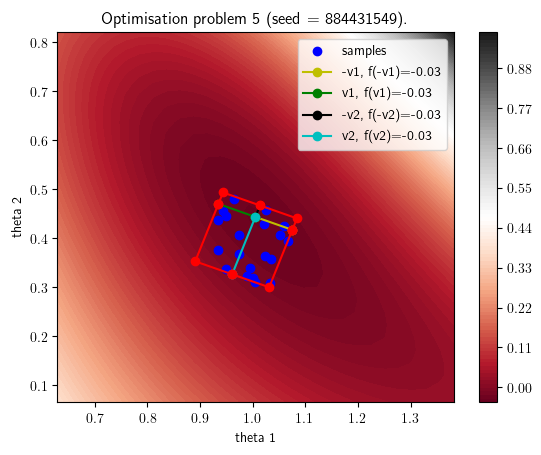 Optimisation problem 5 (seed = 884431549).
samples
-v1, f(-v1)=-0.03
v1, f(v1)=-0.03
-v2, f(-v2)=-0.03
v2, f(v2)=-0.03
theta 2
0.8
0.7
0.6
0.5
0.4
0.3
0.2
0.1
0.7 0.8 0.9 1.0 1.1 1.2 1.3
theta 1
0.88
0.77
0.66
0.55
0.44
0.33
0.22
0.11
0.00